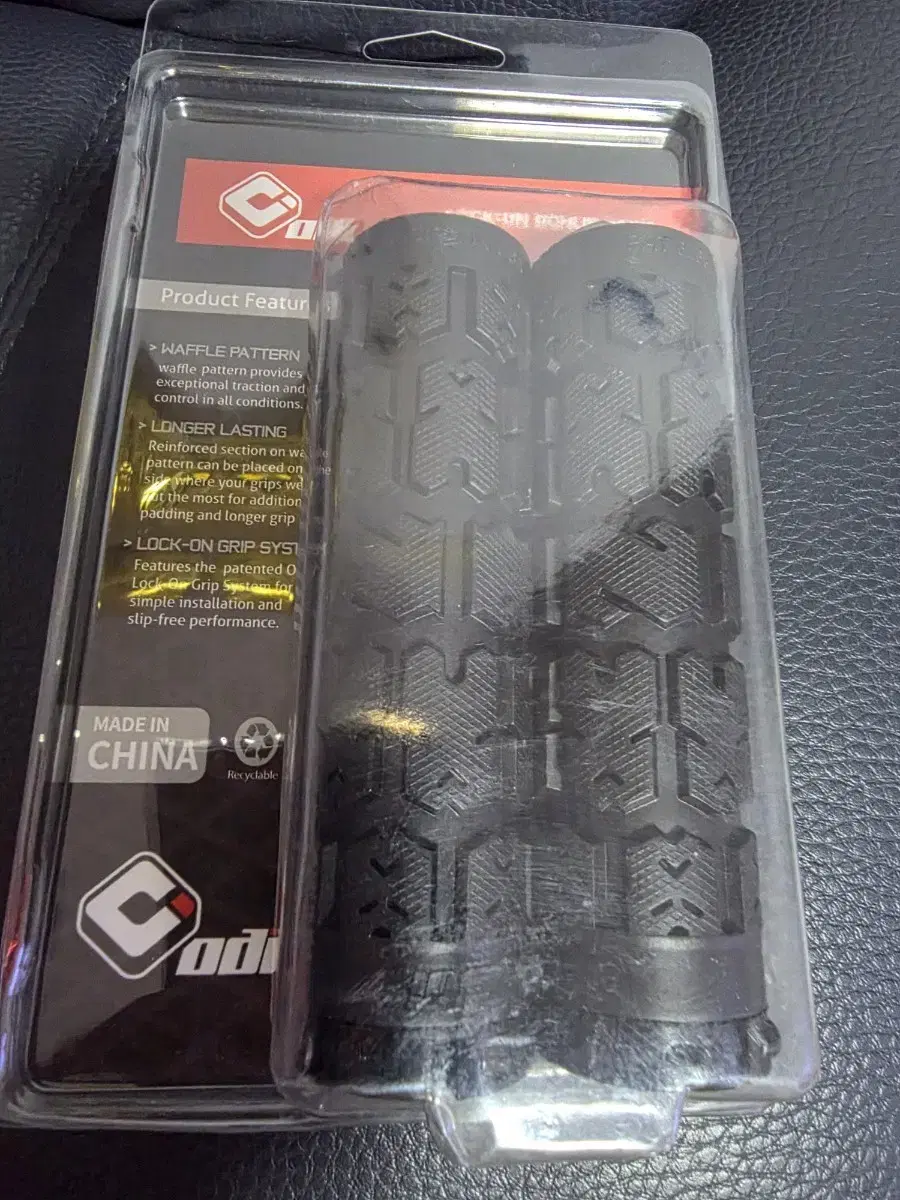 odi
Product Featur
> WAFFLE PATTERN
waffle pattern provides
exceptional traction and
control in all conditions.
> LONGER LASTING
Reinforced section on
pattern can be placed on
side where your grips
out the most for addition
padding and longer grip
> LOCK-ON GRIP SYST
Features the patented O
Lock-On Grip System for
simple installation and
slip-free performance.
MADE IN
CHINA
Recyclable
odi